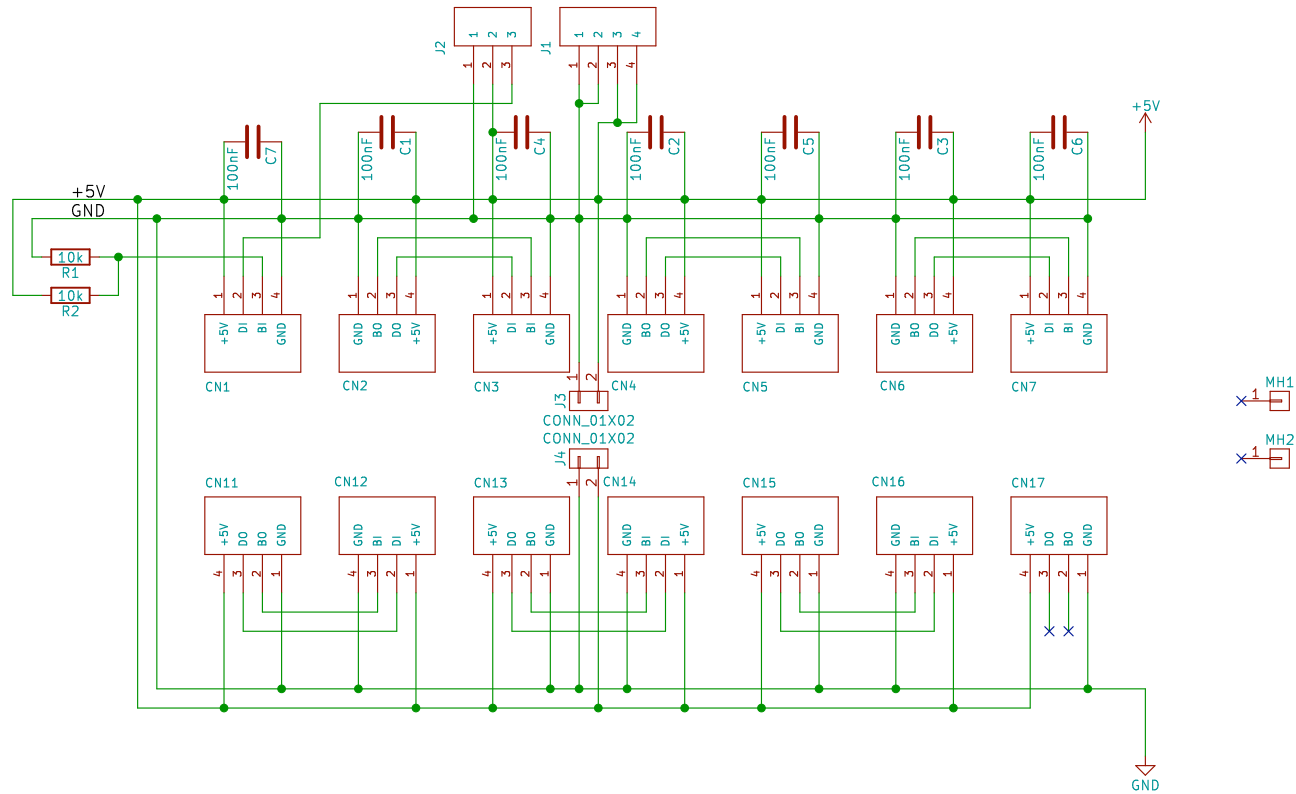 J2
1 2 3
1 2 3
J1
1 2 3 4
1 2 3 4
+5V
100nF
C7
100nF
C1
100nF
C4
100nF
C2
100nF
C5
100nF
C3
100nF
C6
+5V
GND
10k
R1
10k
R2
1 2 3 4
+5V DI BI GND
CN1
1 2 3 4
GND BO DO +5V
CN2
1 2 3 4
+5V DI BI GND
CN3
1 2 3 4
GND BO DO +5V
CN4
1 2 3 4
+5V DI BI GND
CN5
1 2 3 4
GND BO DO +5V
CN6
1 2 3 4
+5V DI BI GND
CN7
1 2
J3
CONN_01X02
CONN_01X02
J4
1 2
MH1
1
MH2
1
CN11
+5V DO BO GND
4 3 2 1
CN12
GND BI DI +5V
4 3 2 1
CN13
+5V DO BO GND
4 3 2 1
CN14
GND BI DI +5V
4 3 2 1
CN15
+5V DO BO GND
4 3 2 1
CN16
GND BI DI +5V
4 3 2 1
CN17
+5V DO BO GND
4 3 2 1
GND